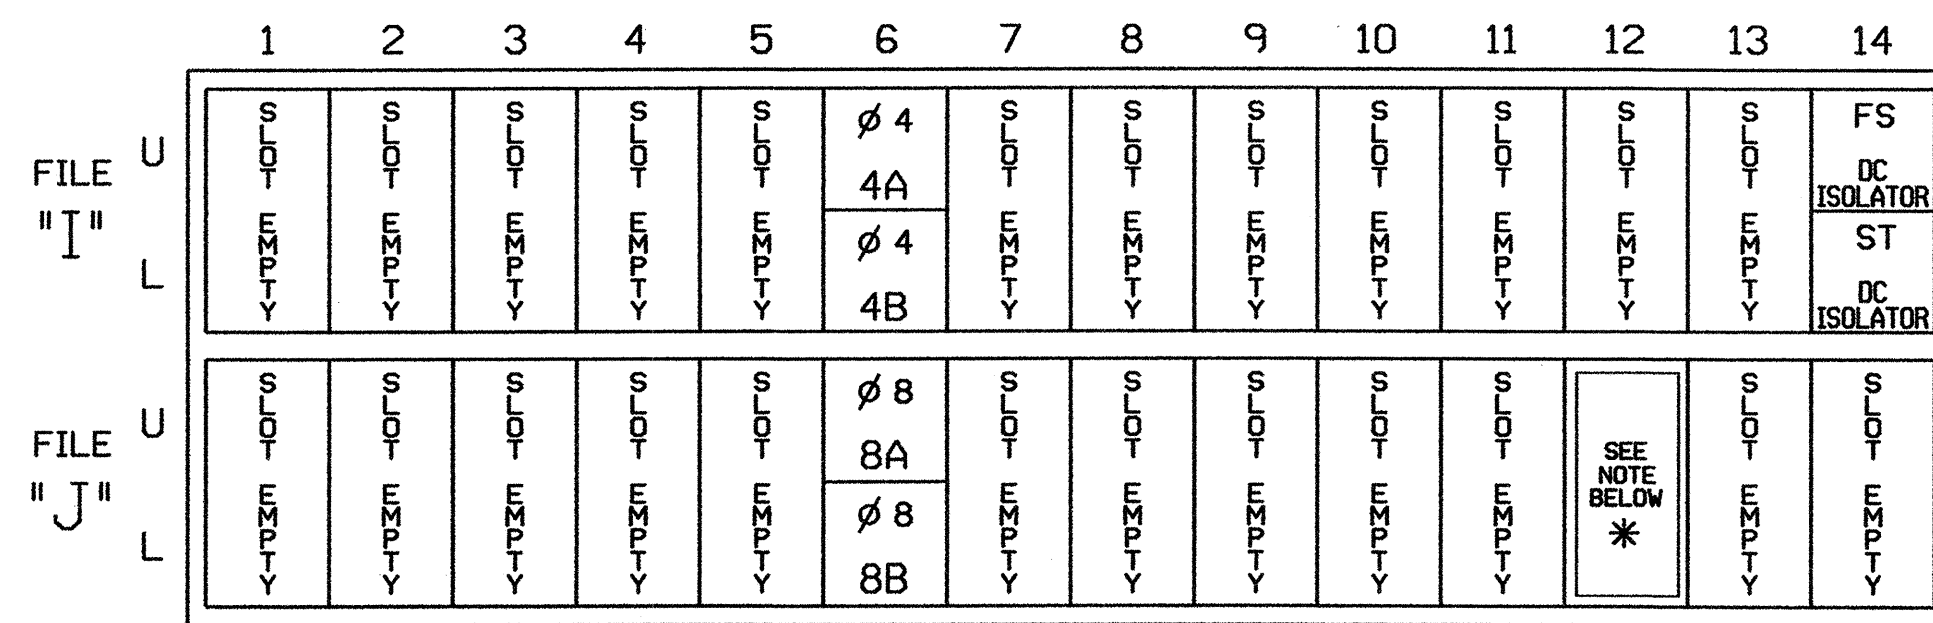 1 2 3 4 5 6 7 8 9 10 11 12 13 14
FILE "I"
U
L
SLOT EMPTY
SLOT EMPTY
SLOT EMPTY
SLOT EMPTY
SLOT EMPTY
Ø 4
4A
Ø 4
4B
SLOT EMPTY
SLOT EMPTY
SLOT EMPTY
SLOT EMPTY
SLOT EMPTY
SLOT EMPTY
SLOT EMPTY
FS
DC
ISOLATOR
ST
DC
ISOLATOR
FILE "J"
U
L
SLOT EMPTY
SLOT EMPTY
SLOT EMPTY
SLOT EMPTY
SLOT EMPTY
Ø 8
8A
Ø 8
8B
SLOT EMPTY
SLOT EMPTY
SLOT EMPTY
SLOT EMPTY
SLOT EMPTY
SEE
NOTE
BELOW
*
SLOT EMPTY
SLOT EMPTY